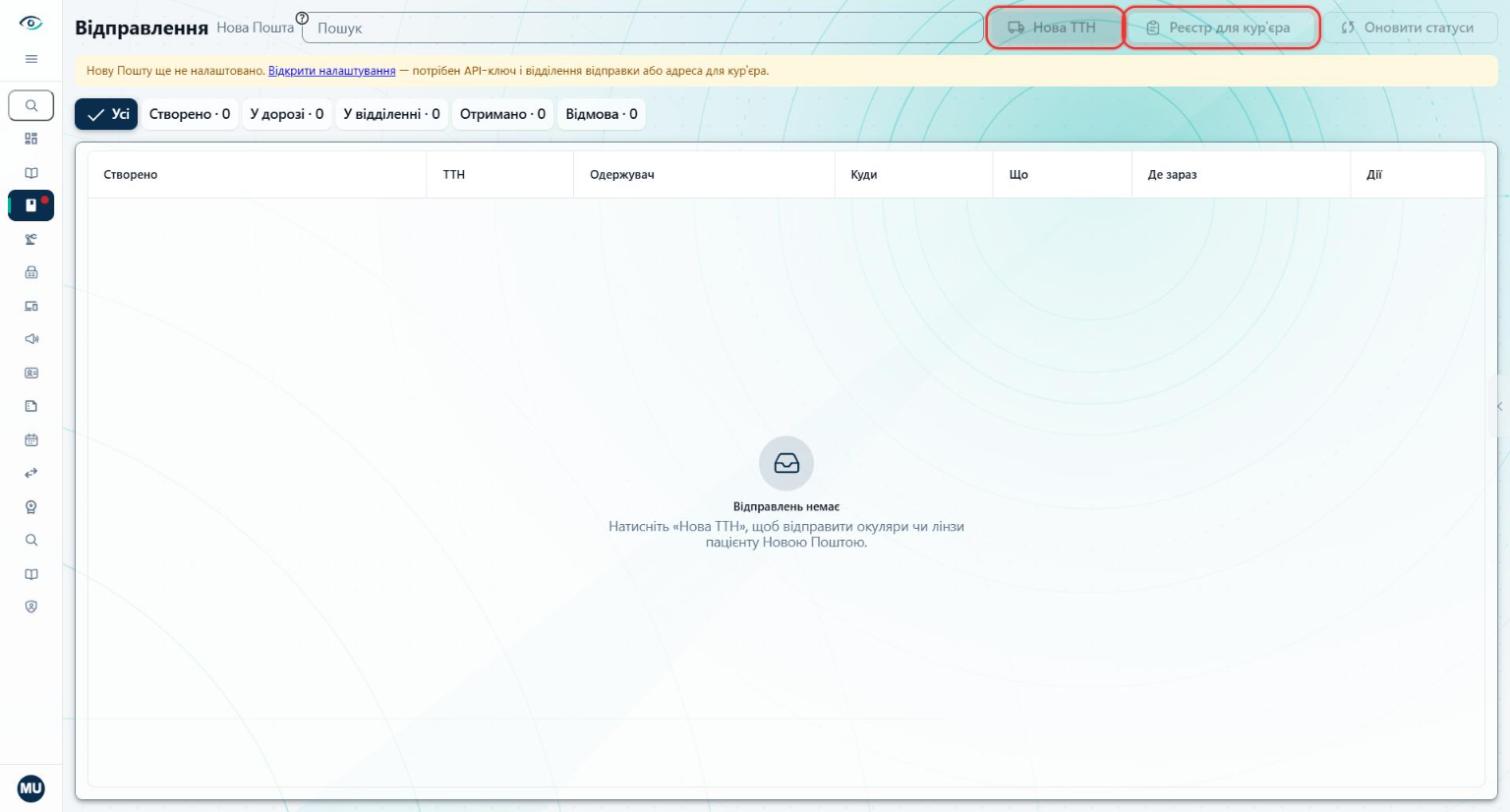 Відправлення Нова Пошта ? Пошук Нова ТТН Реєстр для кур'єра Оновити статуси
Нову Пошту ще не налаштовано. Відкрити налаштування — потрібен API-ключ і відділення відправки або адреса для кур'єра.
Усі Створено · 0 У дорозі · 0 У відділенні · 0 Отримано · 0 Відмова · 0
Створено ТТН Одержувач Куди Що Де зараз Дії
Відправлень немає
Натисніть «Нова ТТН», щоб відправити окуляри чи лінзи
пацієнту Новою Поштою.
MU